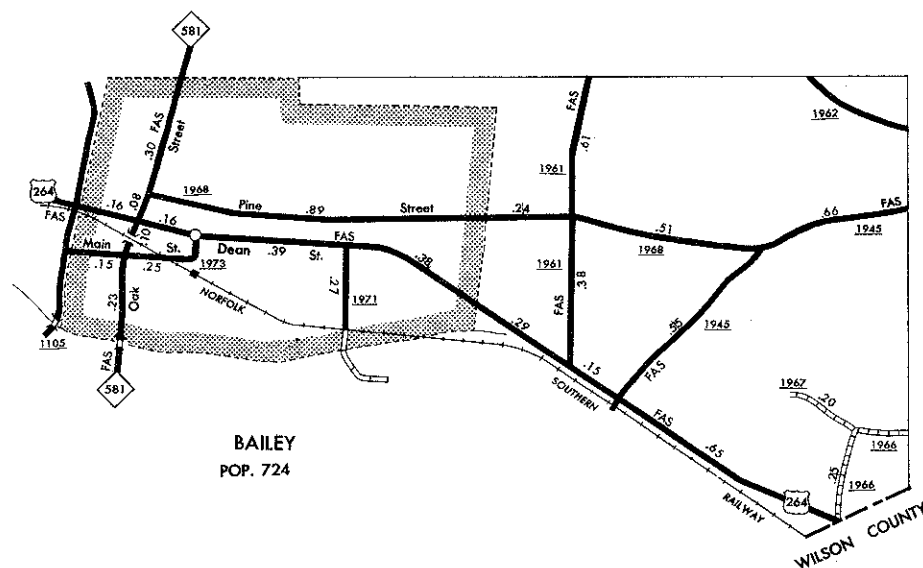 581
FAS
.30
Street
.08
1968
Pine
.89
Street
.24
264
FAS
.16
.16
.10
Main
St.
.15
.25
1973
Dean
.39
St.
FAS
.38
.27
1971
NORFOLK
.23
Oak
FAS
581
1105
FAS
.61
1961
1961
FAS
.38
.51
1968
.66
FAS
1945
1962
.29
.15
.55
1945
FAS
SOUTHERN
FAS
.65
RAILWAY
264
1967
.20
1966
.25
1966
WILSON COUNTY
BAILEY
POP. 724